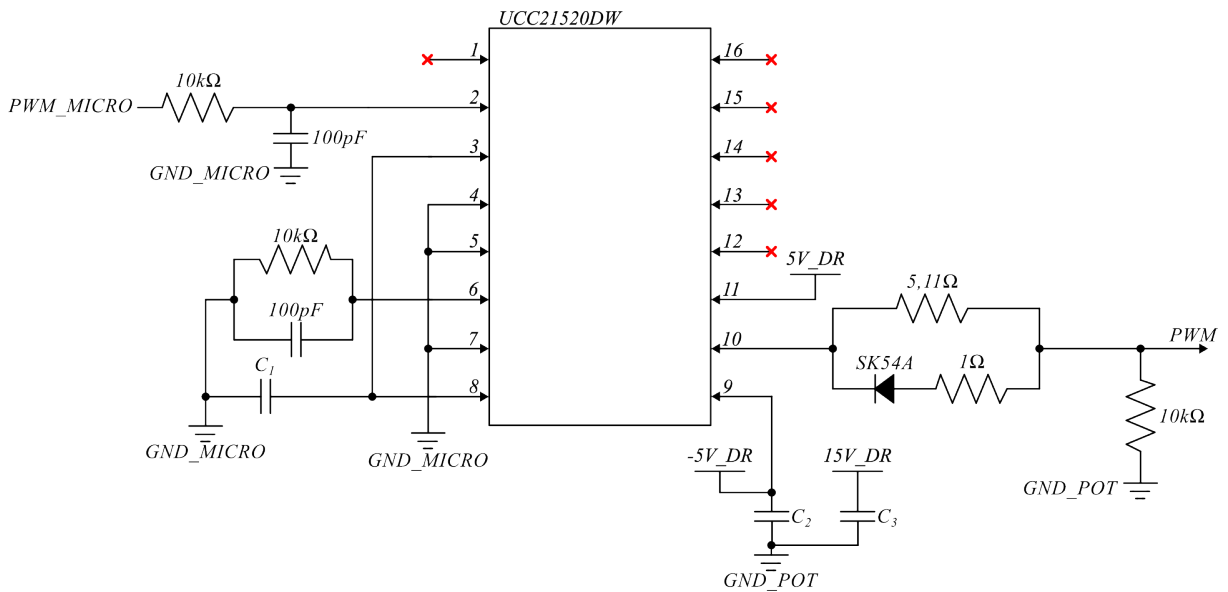 UCC21520DW
1
2
3
4
5
6
7
8
16
15
14
13
12
11
10
9
PWM_MICRO
10kΩ
100pF
GND_MICRO
10kΩ
100pF
C1
GND_MICRO
GND_MICRO
5V_DR
5,11Ω
SK54A
1Ω
PWM
10kΩ
GND_POT
-5V_DR
15V_DR
C2
C3
GND_POT